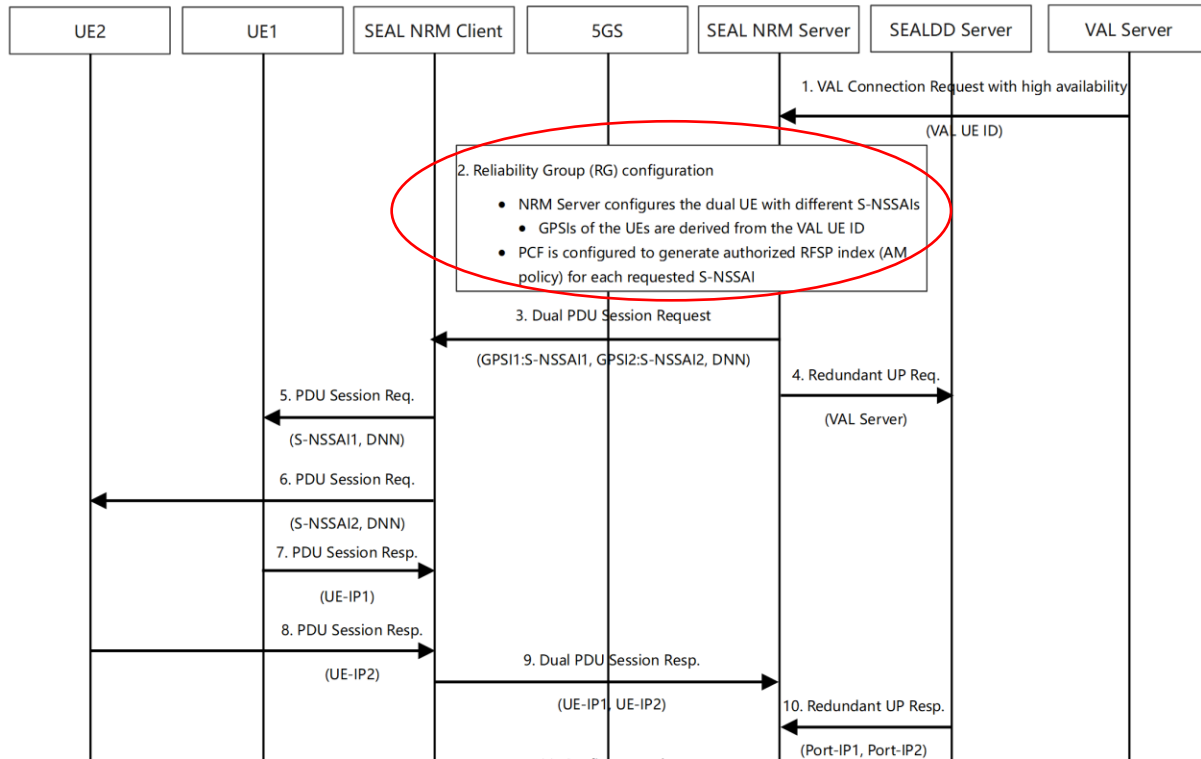 UE2
UE1
SEAL NRM Client
5GS
SEAL NRM Server
SEALDD Server
VAL Server
1. VAL Connection Request with high availability
(VAL UE ID)
2. Reliability Group (RG) configuration
• NRM Server configures the dual UE with different S-NSSAIs
• GPSIs of the UEs are derived from the VAL UE ID
• PCF is configured to generate authorized RFSP index (AM
policy) for each requested S-NSSAI
3. Dual PDU Session Request
(GPSI1:S-NSSAI1, GPSI2:S-NSSAI2, DNN)
4. Redundant UP Req.
(VAL Server)
5. PDU Session Req.
(S-NSSAI1, DNN)
6. PDU Session Req.
(S-NSSAI2, DNN)
7. PDU Session Resp.
(UE-IP1)
8. PDU Session Resp.
(UE-IP2)
9. Dual PDU Session Resp.
(UE-IP1, UE-IP2)
10. Redundant UP Resp.
(Port-IP1, Port-IP2)